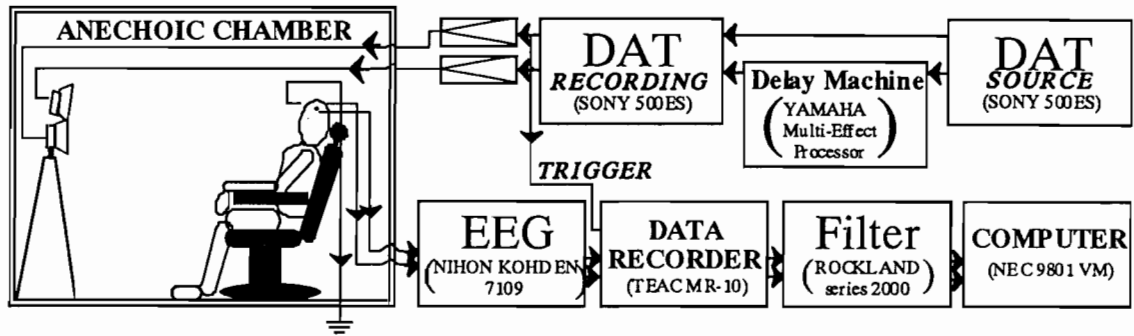 ANECHOIC CHAMBER
DAT
RECORDING
(SONY 500ES)
Delay Machine
(YAMAHA
Multi-Effect
Processor)
DAT
SOURCE
(SONY 500ES)
TRIGGER
EEG
(NIHON KOHDEN
7109)
DATA
RECORDER
(TEAC MR-10)
Filter
(ROCKLAND
series 2000)
COMPUTER
(NEC 9801 VM)